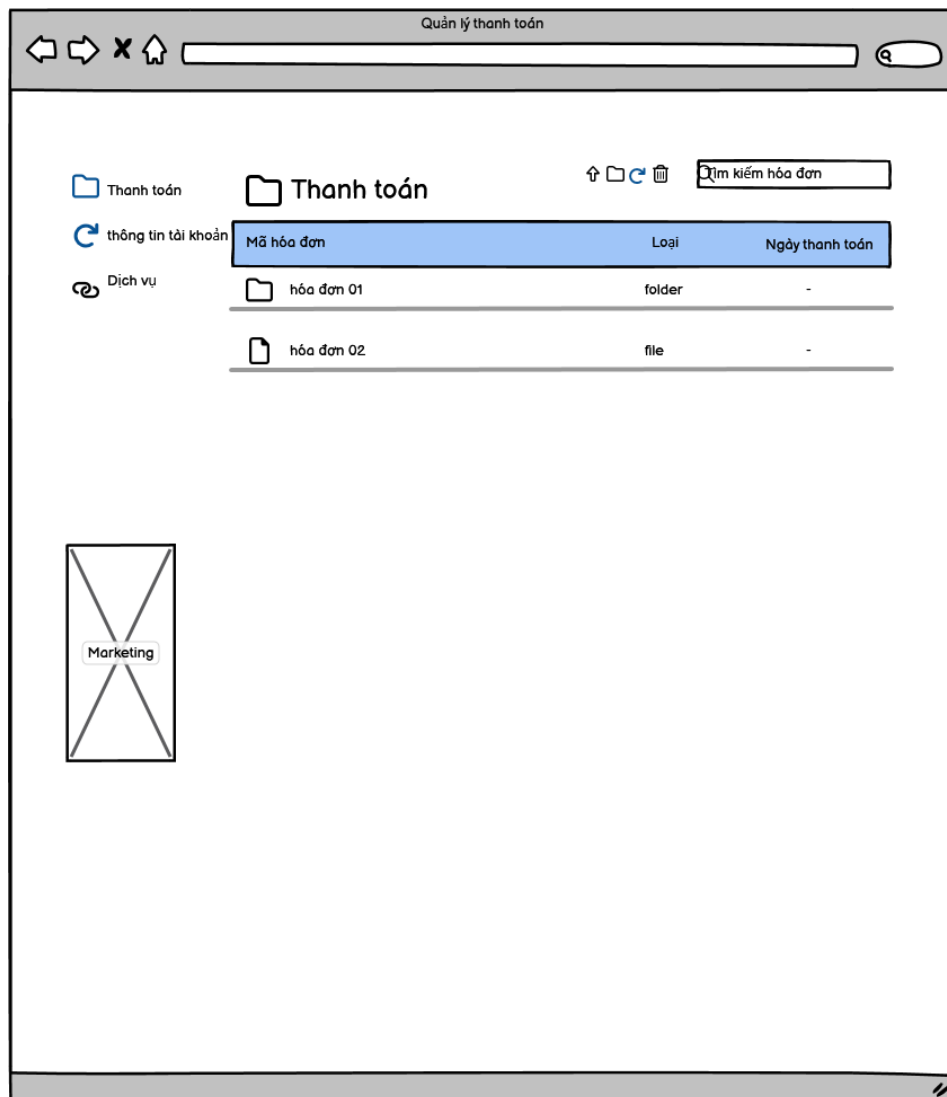 Quản lý thanh toán
Thanh toán
thông tin tài khoản
Dịch vụ
Thanh toán
Tìm kiếm hóa đơn
Mã hóa đơn Loại Ngày thanh toán
hóa đơn 01 folder -
hóa đơn 02 file -
Marketing